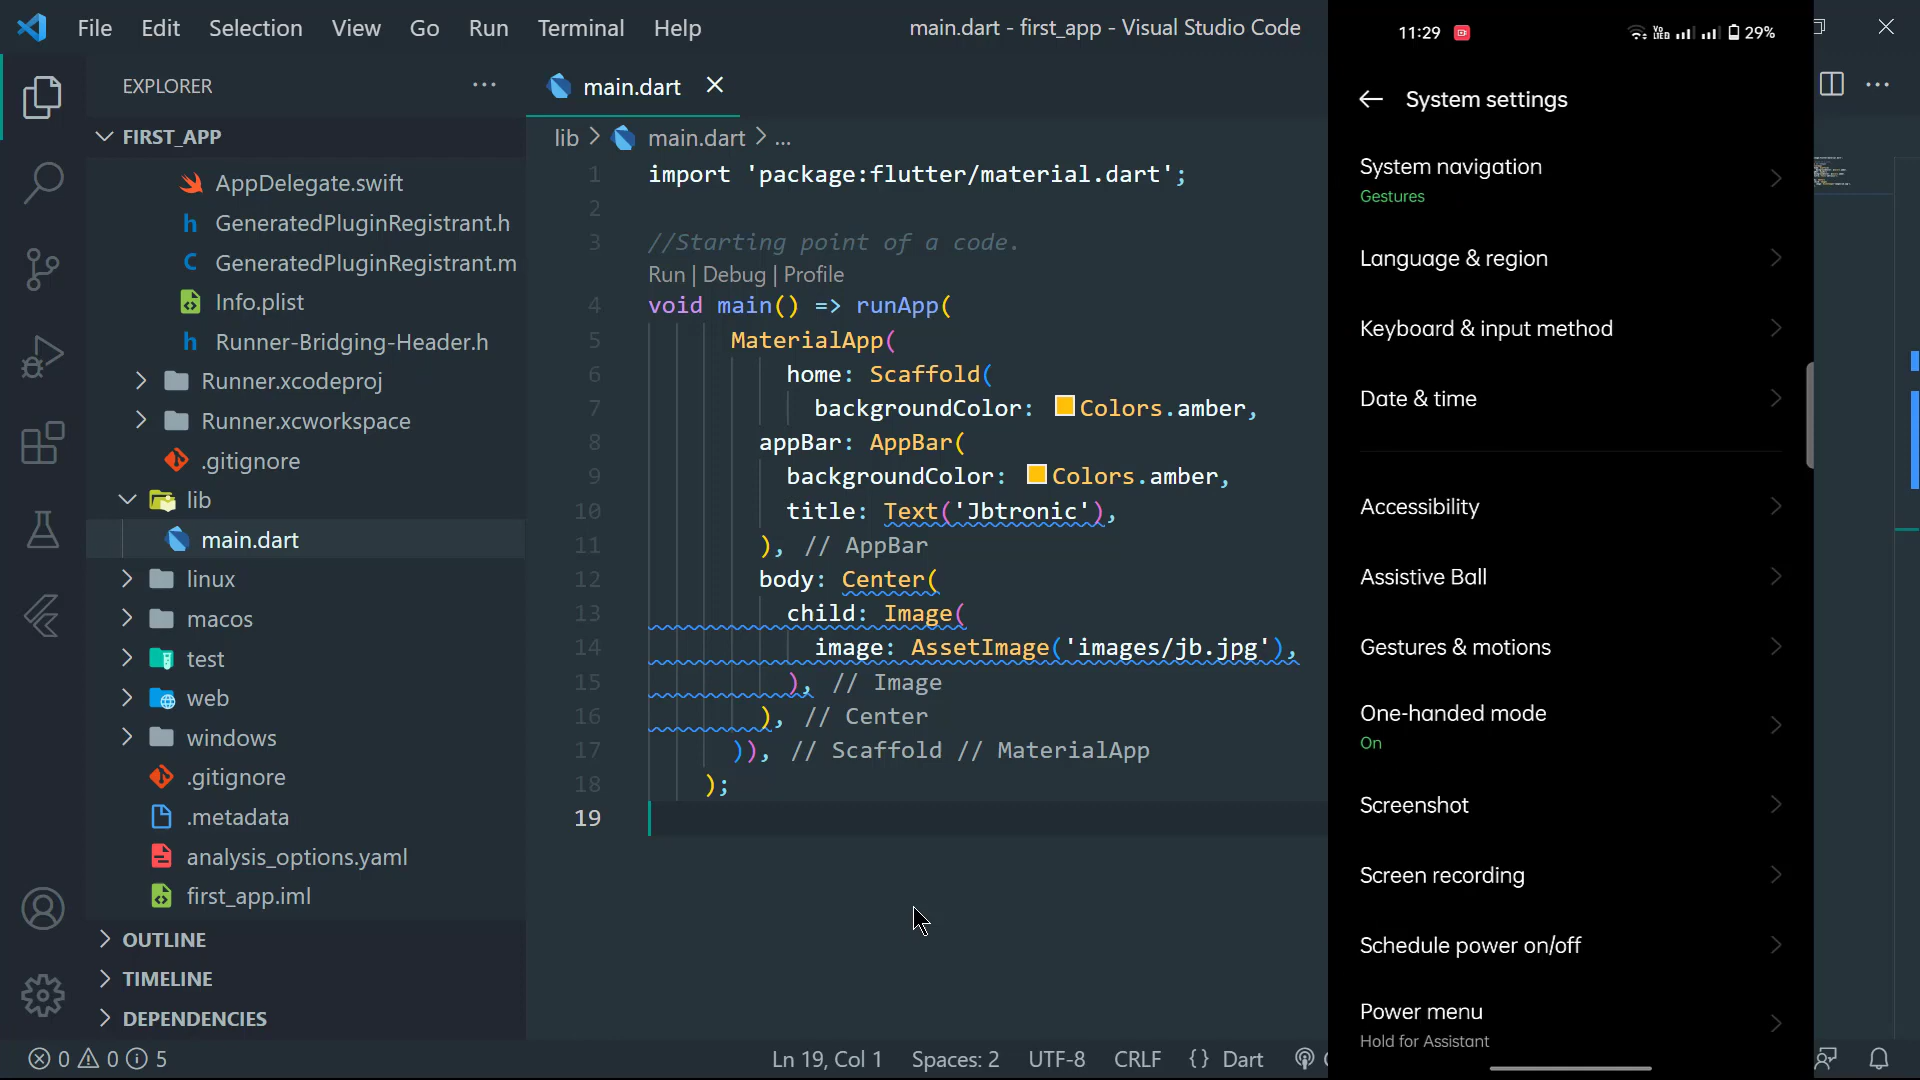 File Edit Selection View Go Run Terminal Help
main.dart - first_app - Visual Studio Code
EXPLORER
FIRST_APP
AppDelegate.swift
GeneratedPluginRegistrant.h
GeneratedPluginRegistrant.m
Info.plist
Runner-Bridging-Header.h
Runner.xcodeproj
Runner.xcworkspace
.gitignore
lib
main.dart
linux
macos
test
web
windows
.gitignore
.metadata
analysis_options.yaml
first_app.iml
OUTLINE
TIMELINE
DEPENDENCIES
main.dart
lib > main.dart > ...
1 import 'package:flutter/material.dart';
2
3 //Starting point of a code.
Run | Debug | Profile
4 void main() => runApp(
5 MaterialApp(
6 home: Scaffold(
7 backgroundColor: Colors.amber,
8 appBar: AppBar(
9 backgroundColor: Colors.amber,
10 title: Text('Jbtronic'),
11 ), // AppBar
12 body: Center(
13 child: Image(
14 image: AssetImage('images/jb.jpg'),
15 ), // Image
16 ), // Center
17 )), // Scaffold // MaterialApp
18 );
19
0 0 5
Ln 19, Col 1 Spaces: 2 UTF-8 CRLF {} Dart
11:29 29%
System settings
System navigation
Gestures
Language & region
Keyboard & input method
Date & time
Accessibility
Assistive Ball
Gestures & motions
One-handed mode
On
Screenshot
Screen recording
Schedule power on/off
Power menu
Hold for Assistant